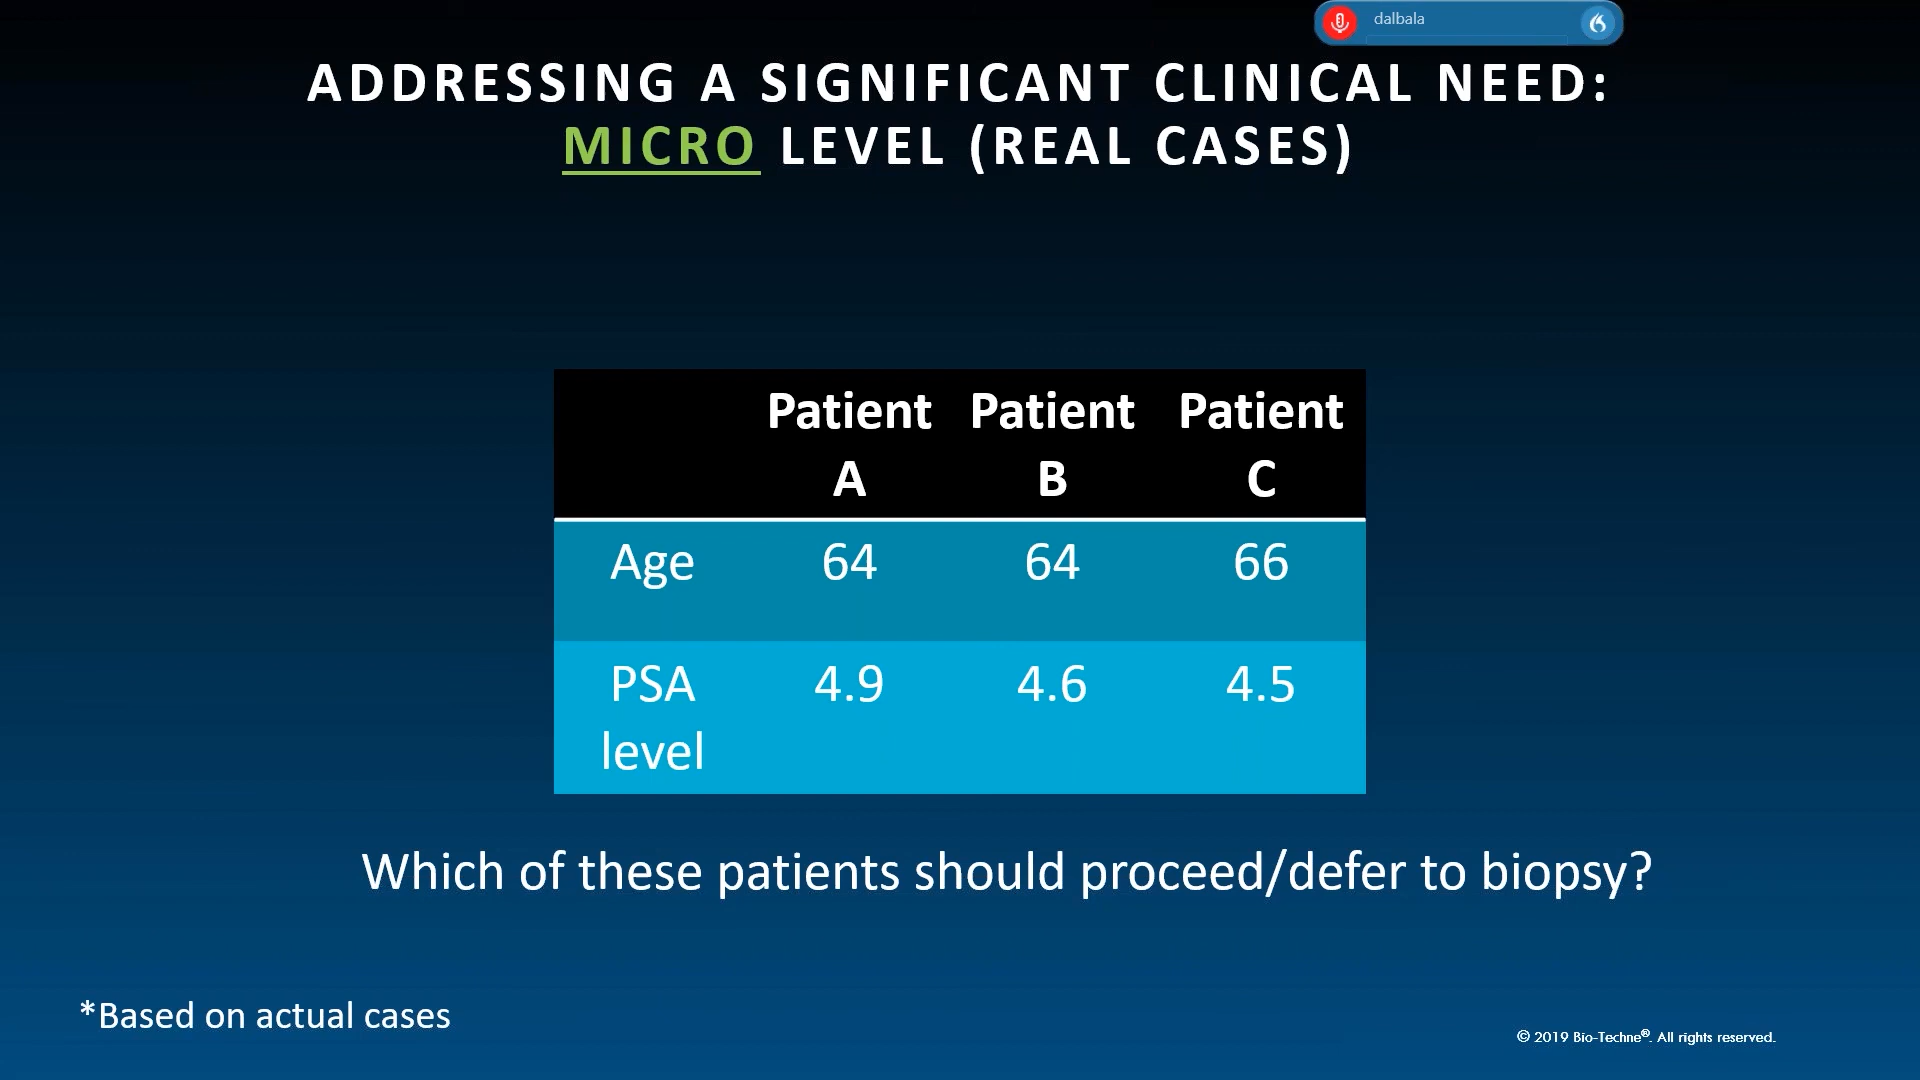 dalbala
ADDRESSING A SIGNIFICANT CLINICAL NEED:
MICRO LEVEL (REAL CASES)
Patient A Patient B Patient C
Age 64 64 66
PSA level 4.9 4.6 4.5
Which of these patients should proceed/defer to biopsy?
*Based on actual cases
© 2019 Bio-Techne®. All rights reserved.